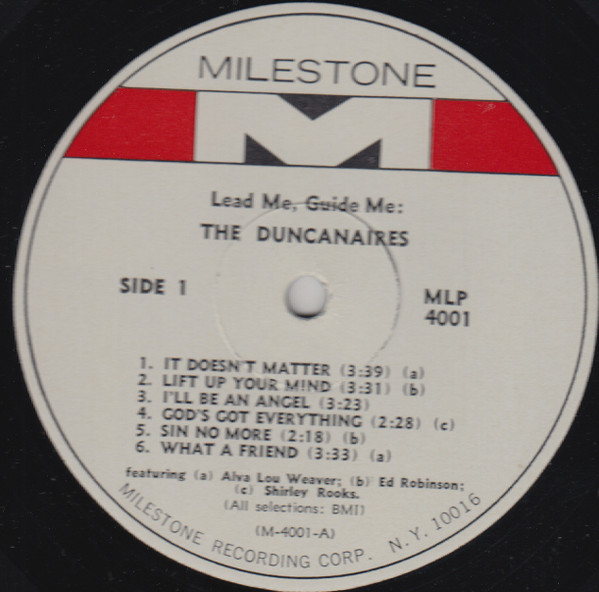 MILESTONE
M
Lead Me, Guide Me:
THE DUNCANAIRES
SIDE 1
MLP
4001
1. IT DOESN'T MATTER (3:39) (a)
2. LIFT UP YOUR MIND (3:31) (b)
3. I'LL BE AN ANGEL (3:23)
4. GOD'S GOT EVERYTHING (2:28) (c)
5. SIN NO MORE (2:18) (b)
6. WHAT A FRIEND (3:33) (a)
featuring (a) Alva Lou Weaver; (b) Ed Robinson;
(c) Shirley Rooks.
(All selections: BMI)
(M-4001-A)
MILESTONE RECORDING CORP. N.Y. 10016